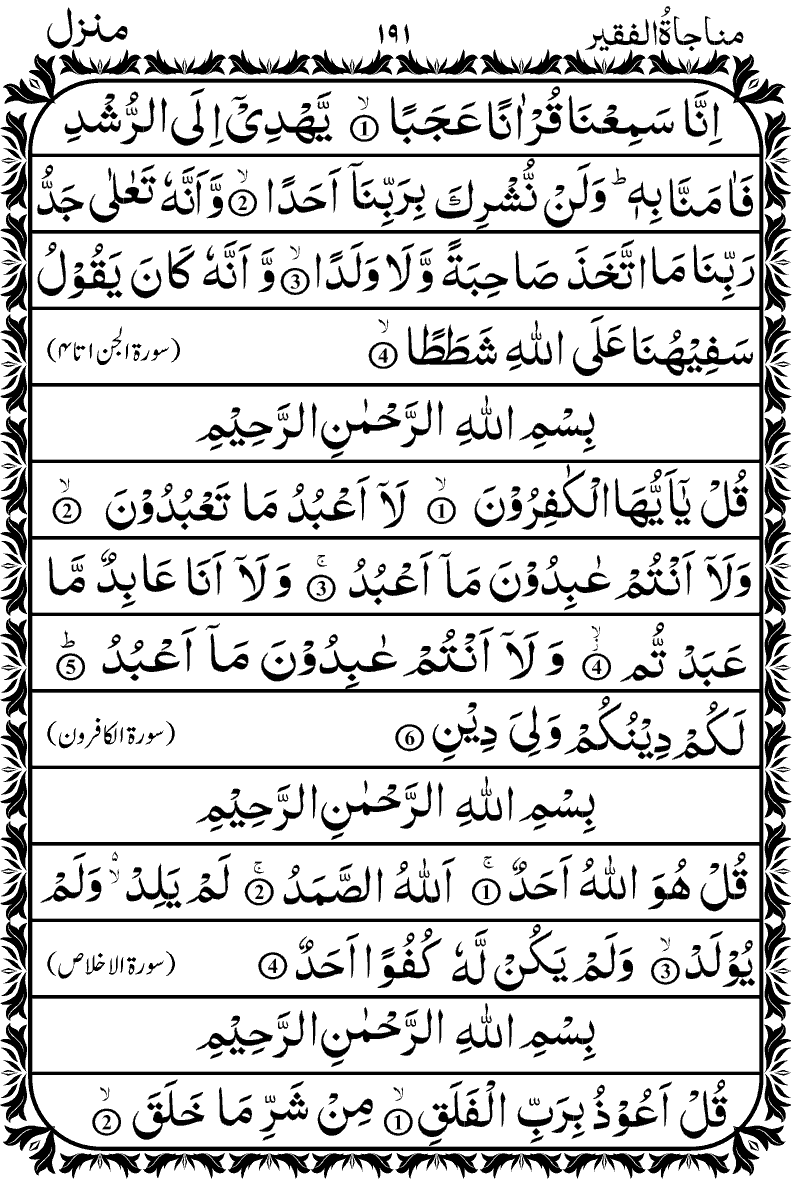 مناجاۃُ الفقیر ۱۹۱ منزل
اِنَّا سَمِعْنَا قُرْاٰنًا عَجَبًا ۙ① یَّهْدِیْۤ اِلَى الرُّشْدِ
فَاٰمَنَّا بِهٖ ؕ وَلَنْ نُّشْرِكَ بِرَبِّنَاۤ اَحَدًا ۙ② وَّاَنَّهٗ تَعٰلٰى جَدُّ
رَبِّنَا مَا اتَّخَذَ صَاحِبَةً وَّلَا وَلَدًا ۙ③ وَّ اَنَّهٗ كَانَ یَقُوْلُ
سَفِیْهُنَا عَلَى اللّٰهِ شَطَطًا ۙ④ (سورۃ الجن ۱ تا ۴)
بِسْمِ اللّٰهِ الرَّحْمٰنِ الرَّحِیْمِ
قُلْ یٰۤاَیُّهَا الْكٰفِرُوْنَ ۙ① لَاۤ اَعْبُدُ مَا تَعْبُدُوْنَ ۙ②
وَلَاۤ اَنْتُمْ عٰبِدُوْنَ مَاۤ اَعْبُدُ ۚ③ وَلَاۤ اَنَا عَابِدٌ مَّا
عَبَدْ تُّمْ ۙ④ وَلَاۤ اَنْتُمْ عٰبِدُوْنَ مَاۤ اَعْبُدُ ؕ⑤
لَكُمْ دِیْنُكُمْ وَلِیَ دِیْنِ ⑥ (سورۃ الکافرون)
بِسْمِ اللّٰهِ الرَّحْمٰنِ الرَّحِیْمِ
قُلْ هُوَ اللّٰهُ اَحَدٌ ۚ① اَللّٰهُ الصَّمَدُ ۚ② لَمْ یَلِدْ ۙ۬ وَلَمْ
یُوْلَدْ ۙ③ وَلَمْ یَكُنْ لَّهٗ كُفُوًا اَحَدٌ ④ (سورۃ الاخلاص)
بِسْمِ اللّٰهِ الرَّحْمٰنِ الرَّحِیْمِ
قُلْ اَعُوْذُ بِرَبِّ الْفَلَقِ ۙ① مِنْ شَرِّ مَا خَلَقَ ۙ②